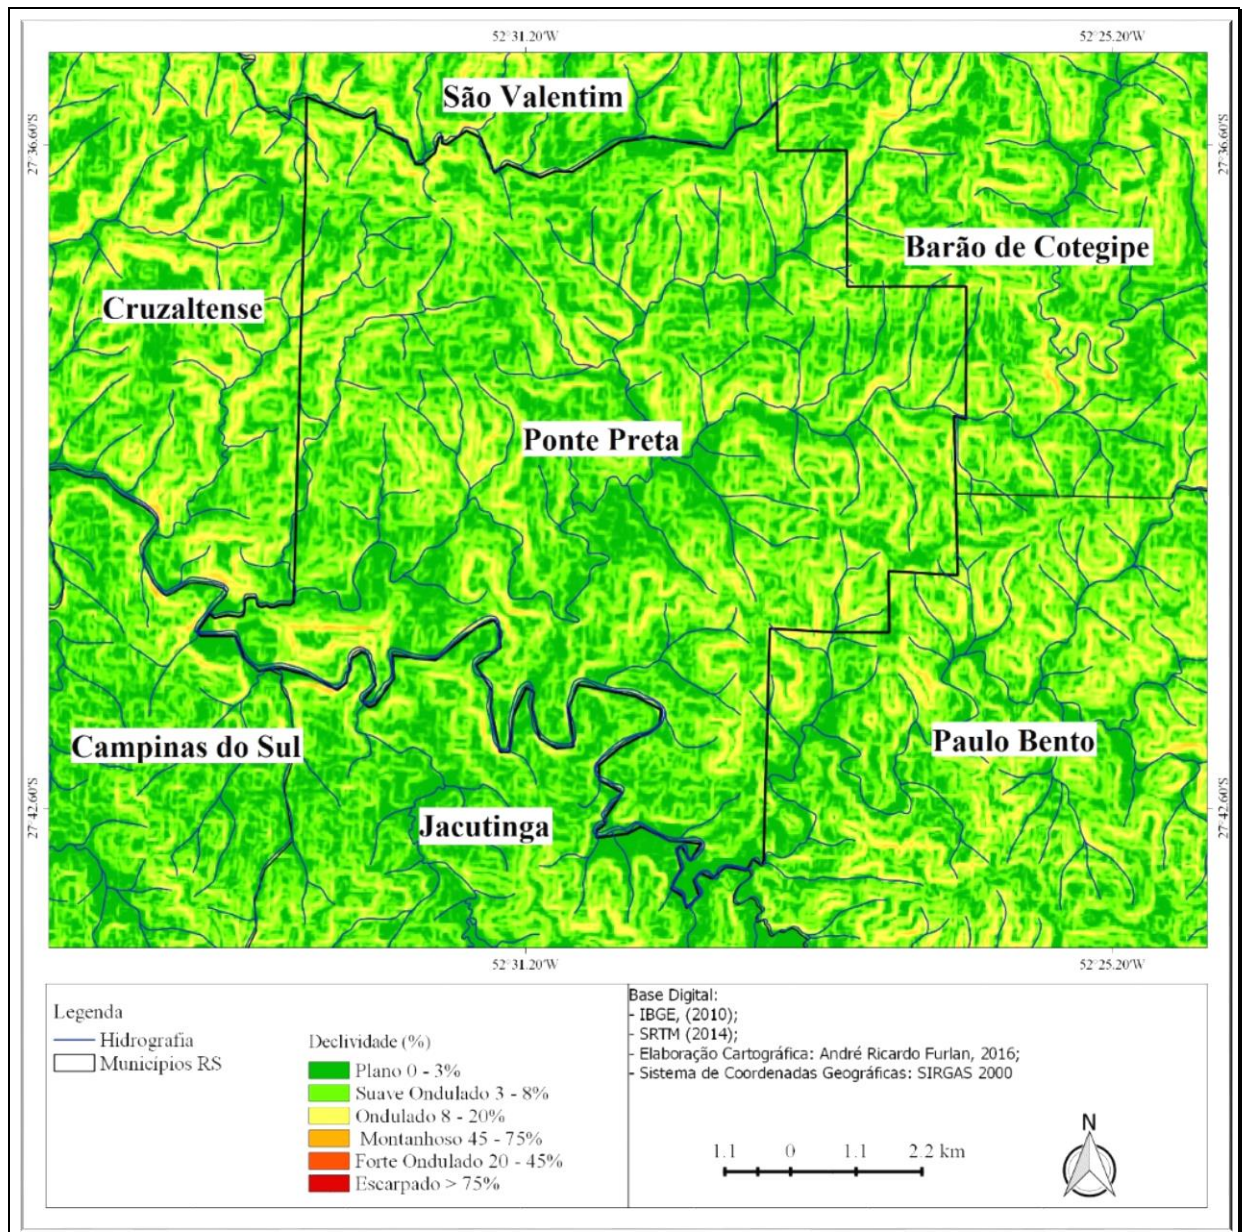 52°31.20'W
52°25.20'W
27°36.60'S
27°36.60'S
São Valentim
Barão de Cotegipe
Cruzaltense
Ponte Preta
Campinas do Sul
Paulo Bento
Jacutinga
27°42.60'S
27°42.60'S
52°31.20'W
52°25.20'W
Legenda
Hidrografia
Municípios RS
Declividade (%)
Plano 0 - 3%
Suave Ondulado 3 - 8%
Ondulado 8 - 20%
Montanhoso 45 - 75%
Forte Ondulado 20 - 45%
Escarpado > 75%
Base Digital:
- IBGE, (2010);
- SRTM (2014);
- Elaboração Cartográfica: André Ricardo Furlan, 2016;
- Sistema de Coordenadas Geográficas: SIRGAS 2000
1.1 0 1.1 2.2 km
N